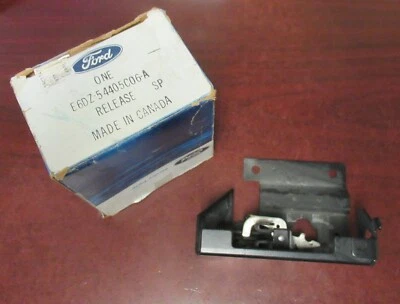 Ford
ONE
E6DZ 54405C06-A
RELEASE SP
MADE IN CANADA